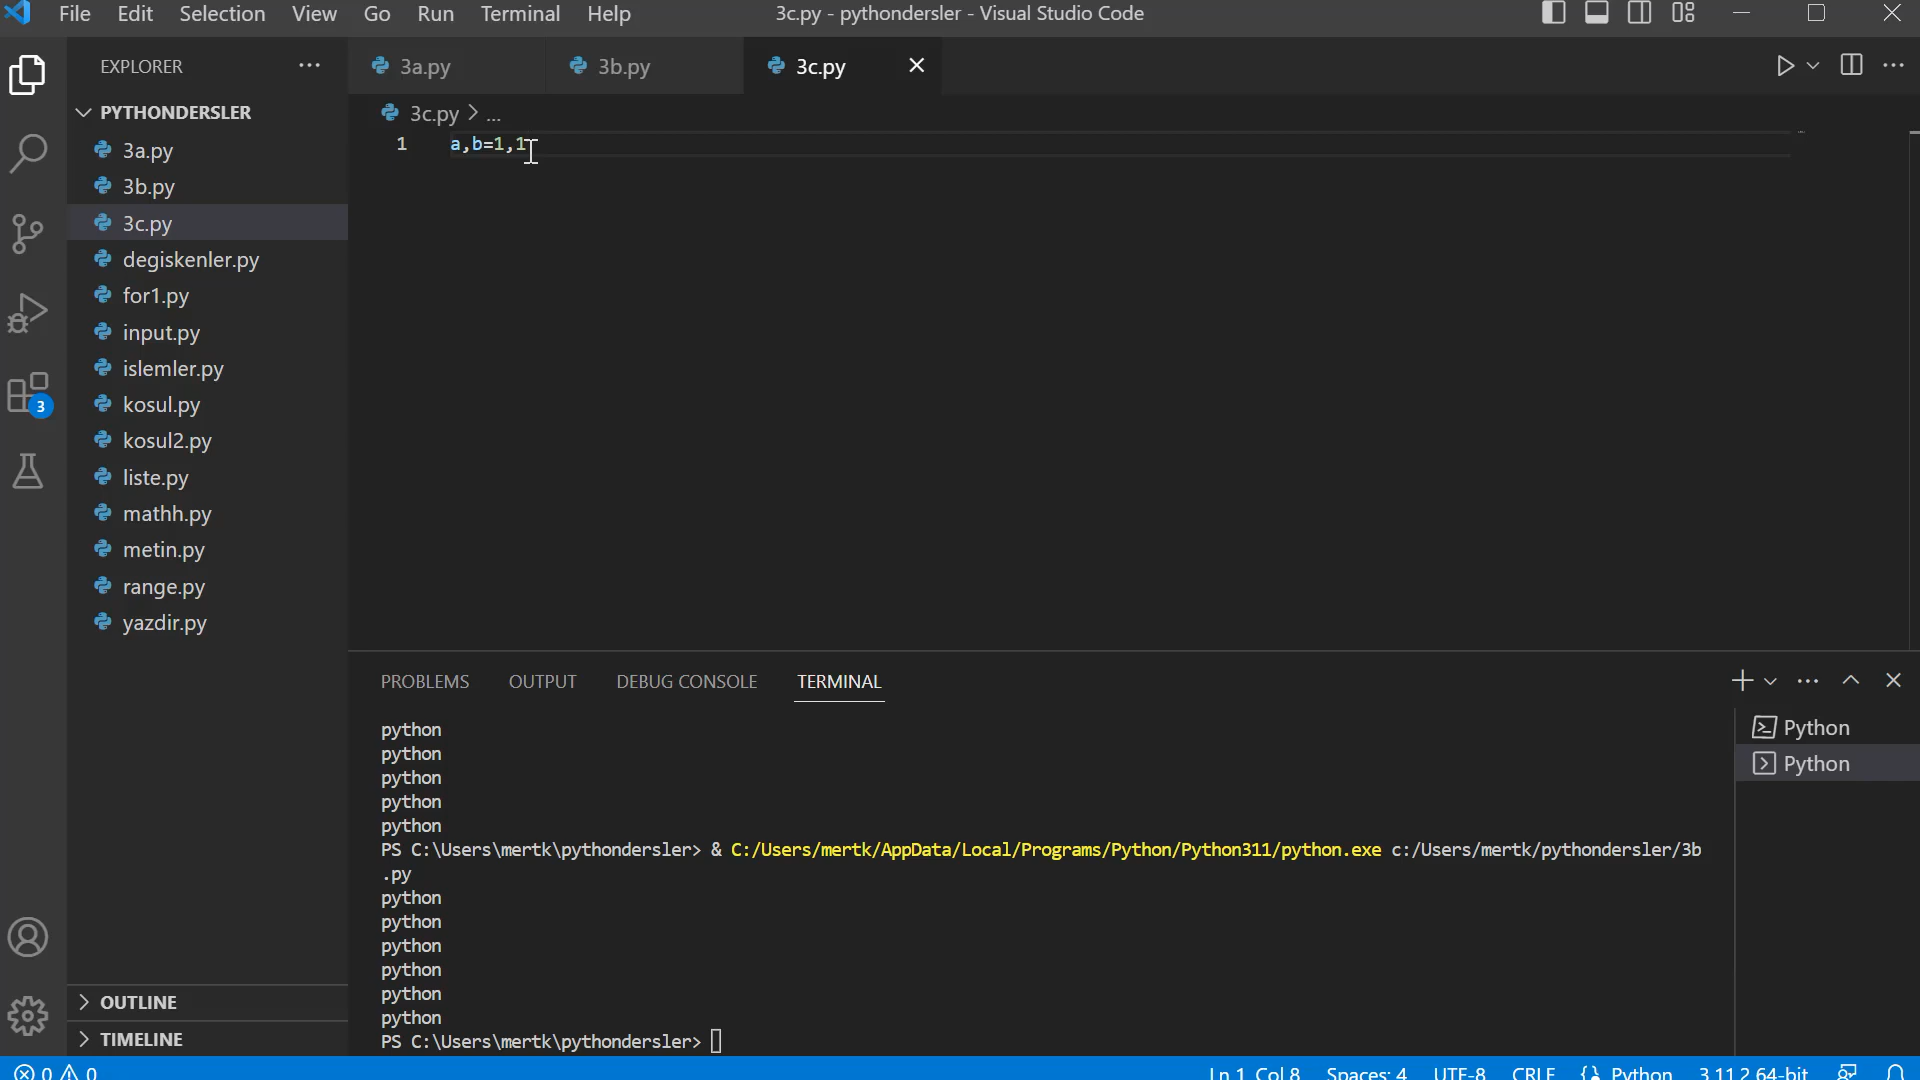 File Edit Selection View Go Run Terminal Help 3c.py - pythondersler - Visual Studio Code
EXPLORER
3a.py 3b.py 3c.py
PYTHONDERSLER
3c.py > ...
1 a,b=1,1
3a.py
3b.py
3c.py
degiskenler.py
for1.py
input.py
islemler.py
kosul.py
3
kosul2.py
liste.py
mathh.py
metin.py
range.py
yazdir.py
OUTLINE
TIMELINE
PROBLEMS OUTPUT DEBUG CONSOLE TERMINAL
python
python
python
python
python
PS C:\Users\mertk\pythondersler> & C:/Users/mertk/AppData/Local/Programs/Python/Python311/python.exe c:/Users/mertk/pythondersler/3b
.py
python
python
python
python
python
python
PS C:\Users\mertk\pythondersler>
Python
Python
0 0 Ln 1, Col 8 Spaces: 4 UTF-8 CRLF Python 3.11.2 64-bit